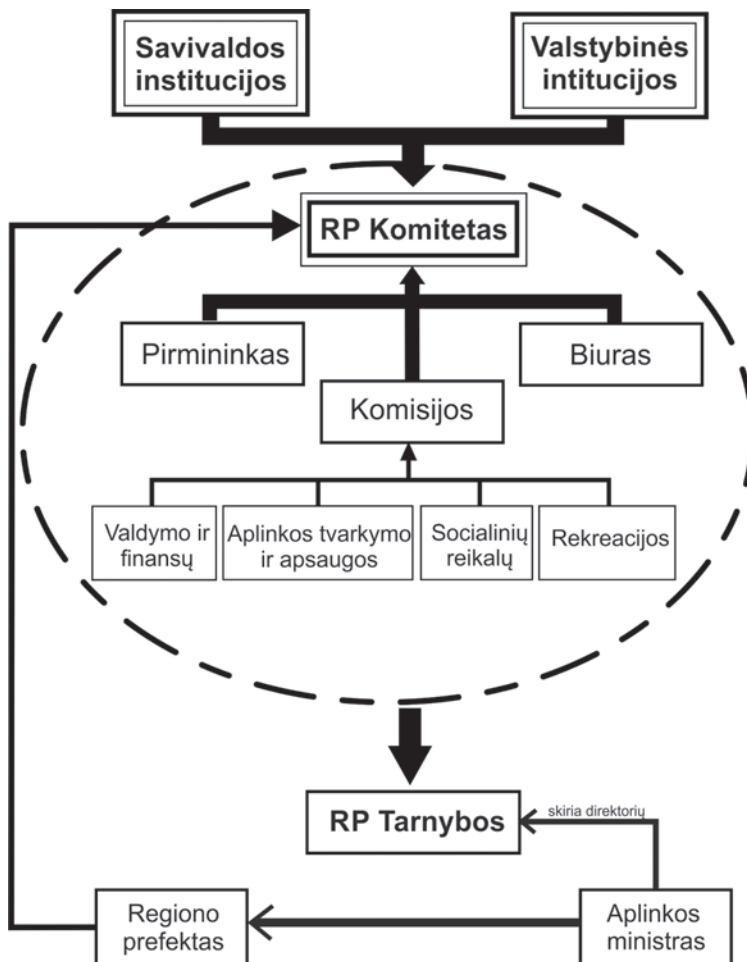 Savivaldos
institucijos
Valstybinės
intitucijos
RP Komitetas
Pirmininkas
Biuras
Komisijos
Valdymo ir
finansų
Aplinkos tvarkymo
ir apsaugos
Socialinių
reikalų
Rekreacijos
RP Tarnybos
skiria direktorių
Regiono
prefektas
Aplinkos
ministras